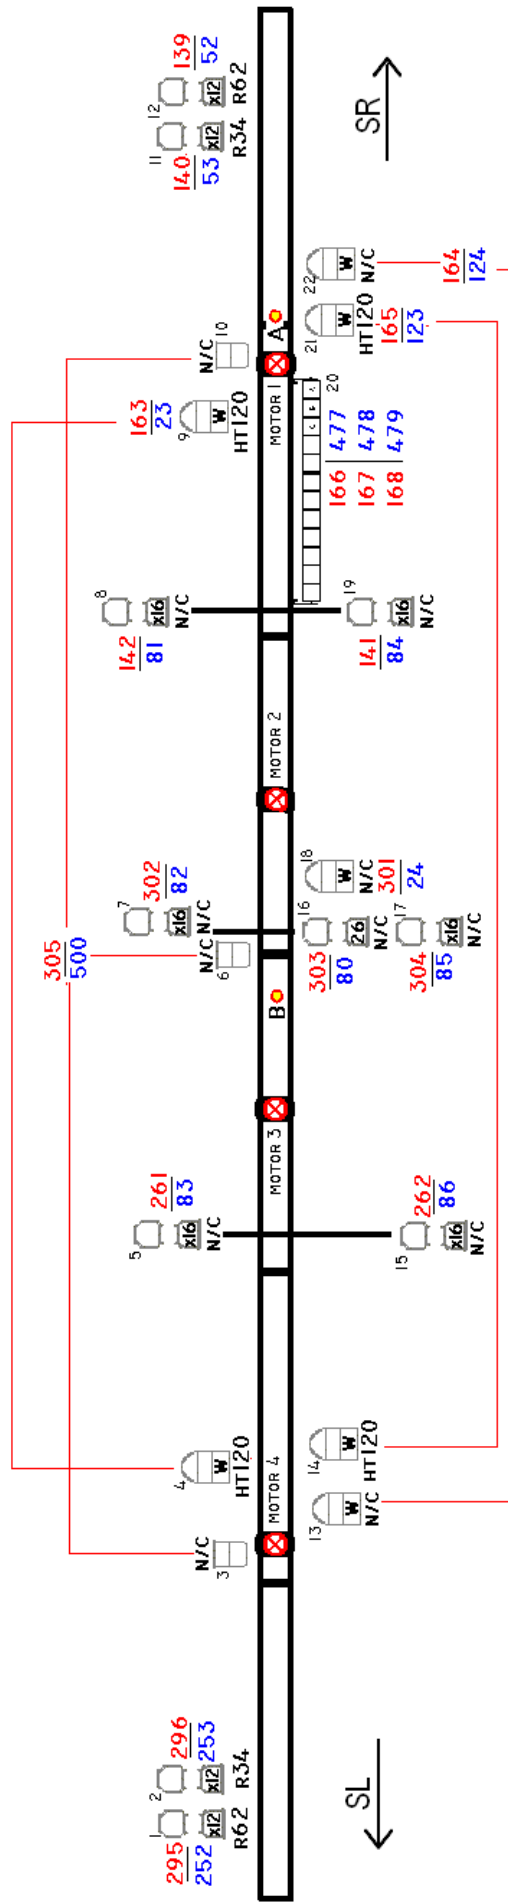 139
52
12
x12
R62
11
x12
R34
140
53
SR
22
W
N/C
164
124
A
21
W
HT120
165
123
10
N/C
163
23
9
W
HT120
MOTOR 1
20
166 477
167 478
168 479
8
x16
N/C
142
81
19
x16
N/C
141
84
MOTOR 2
18
W
N/C
301
24
7
302
82
x16
N/C
16
26
N/C
303
80
17
x16
N/C
304
85
305
500
N/C
6
B
MOTOR 3
261
83
5
x16
N/C
262
86
15
x16
N/C
4
W
HT120
14
W
HT120
MOTOR 4
13
W
N/C
N/C
3
296
253
2
x12
R34
1
x12
R62
295
252
SL